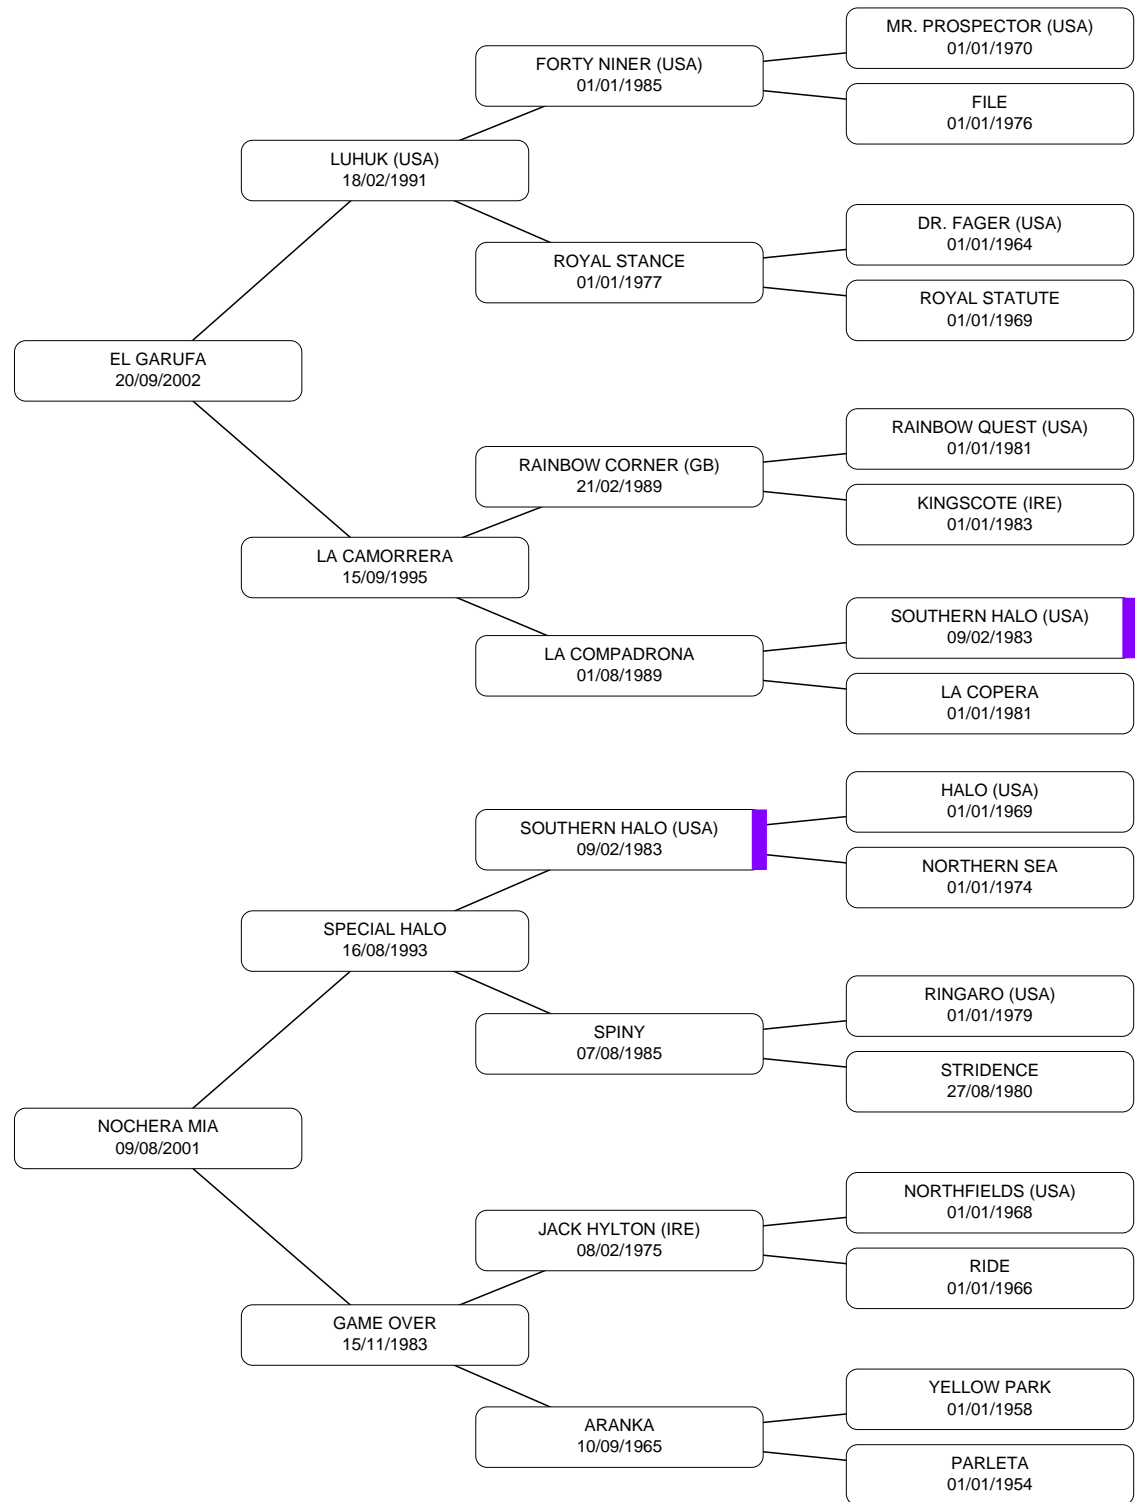 MR. PROSPECTOR (USA)
01/01/1970
FORTY NINER (USA)
01/01/1985
FILE
01/01/1976
LUHUK (USA)
18/02/1991
DR. FAGER (USA)
01/01/1964
ROYAL STANCE
01/01/1977
ROYAL STATUTE
01/01/1969
EL GARUFA
20/09/2002
RAINBOW QUEST (USA)
01/01/1981
RAINBOW CORNER (GB)
21/02/1989
KINGSCOTE (IRE)
01/01/1983
LA CAMORRERA
15/09/1995
SOUTHERN HALO (USA)
09/02/1983
LA COMPADRONA
01/08/1989
LA COPERA
01/01/1981
HALO (USA)
01/01/1969
SOUTHERN HALO (USA)
09/02/1983
NORTHERN SEA
01/01/1974
SPECIAL HALO
16/08/1993
RINGARO (USA)
01/01/1979
SPINY
07/08/1985
STRIDENCE
27/08/1980
NOCHERA MIA
09/08/2001
NORTHFIELDS (USA)
01/01/1968
JACK HYLTON (IRE)
08/02/1975
RIDE
01/01/1966
GAME OVER
15/11/1983
YELLOW PARK
01/01/1958
ARANKA
10/09/1965
PARLETA
01/01/1954